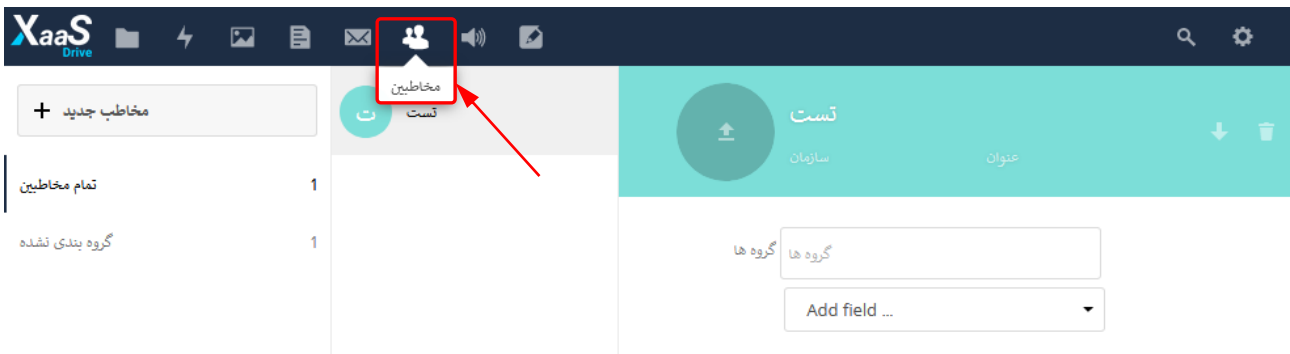 XaaS
Drive
مخاطبین
مخاطب جدید +
تمام مخاطبین 1
گروه بندی نشده 1
ت تست
تست
سازمان عنوان
گروه ها گروه ها
Add field ...